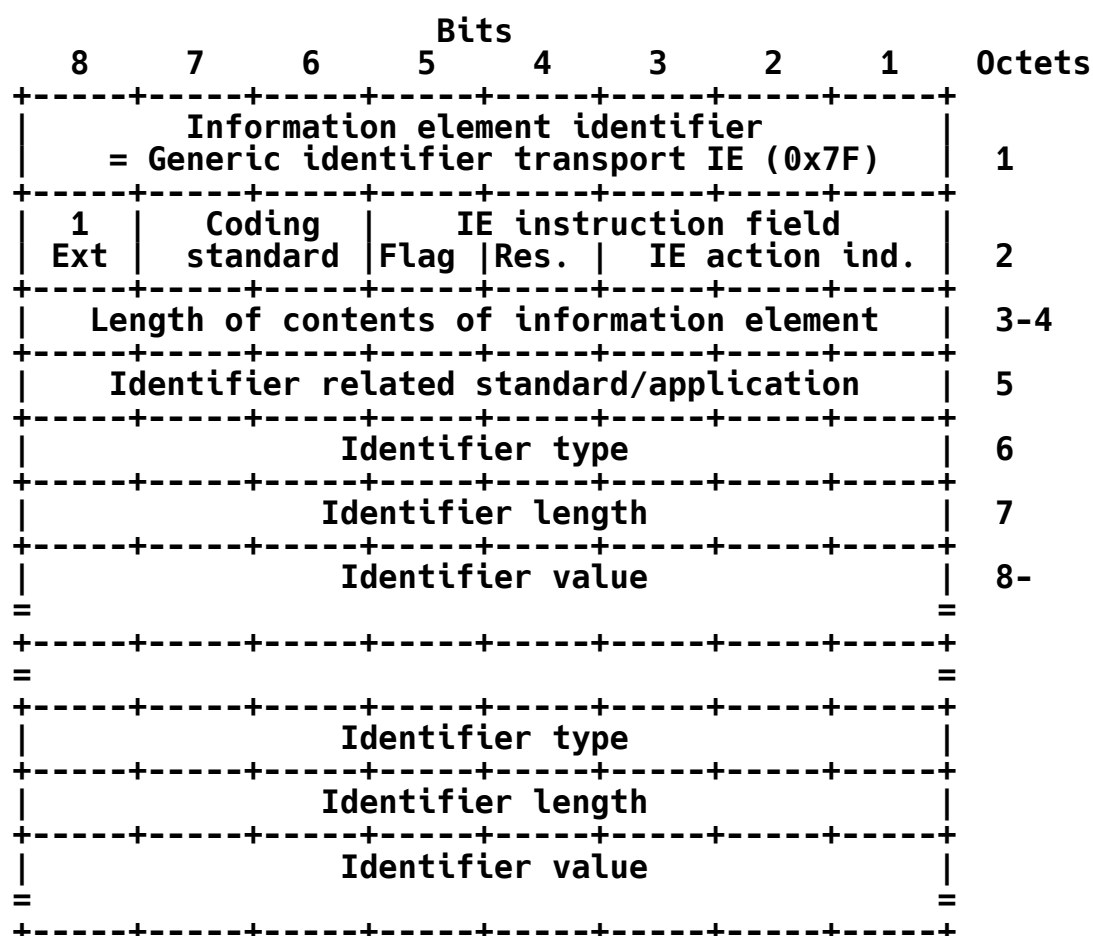 Bits
   8     7     6     5     4     3     2     1    Octets
+-----+-----+-----+-----+-----+-----+-----+-----+
|        Information element identifier         |
|    = Generic identifier transport IE (0x7F)   |  1
+-----+-----+-----+-----+-----+-----+-----+-----+
|  1  |   Coding  |    IE instruction field     |
| Ext |  standard |Flag |Res. |  IE action ind. |  2
+-----+-----+-----+-----+-----+-----+-----+-----+
|   Length of contents of information element   |  3-4
+-----+-----+-----+-----+-----+-----+-----+-----+
|    Identifier related standard/application    |  5
+-----+-----+-----+-----+-----+-----+-----+-----+
|                Identifier type                |  6
+-----+-----+-----+-----+-----+-----+-----+-----+
|               Identifier length               |  7
+-----+-----+-----+-----+-----+-----+-----+-----+
|                Identifier value               |  8-
=                                               =
+-----+-----+-----+-----+-----+-----+-----+-----+
=                                               =
+-----+-----+-----+-----+-----+-----+-----+-----+
|                Identifier type                |
+-----+-----+-----+-----+-----+-----+-----+-----+
|               Identifier length               |
+-----+-----+-----+-----+-----+-----+-----+-----+
|                Identifier value               |
=                                               =
+-----+-----+-----+-----+-----+-----+-----+-----+